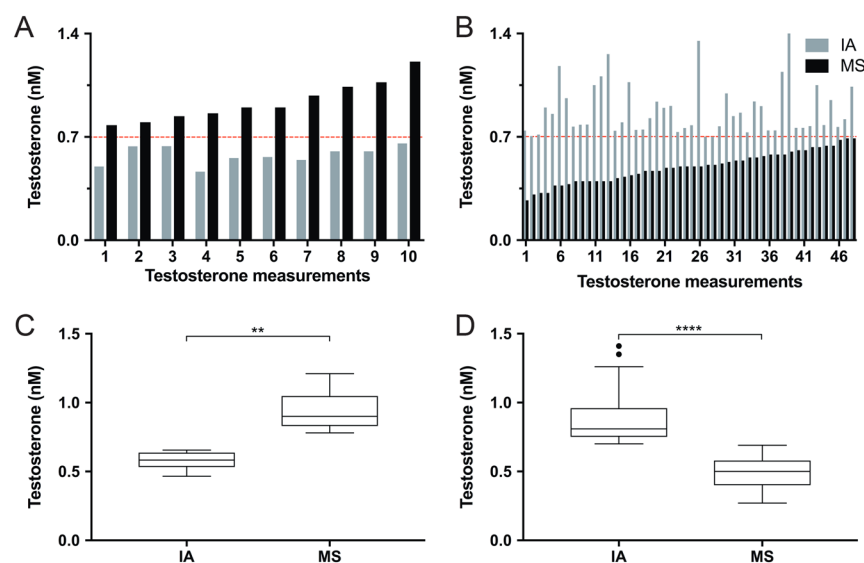 A
Testosterone (nM)
1.4
0.7
0.0
1 2 3 4 5 6 7 8 9 10
Testosterone measurements
B
Testosterone (nM)
1.4
0.7
0.0
IA
MS
1 6 11 16 21 26 31 36 41 46
Testosterone measurements
C
Testosterone (nM)
1.5
1.0
0.5
0.0
**
IA MS
D
Testosterone (nM)
1.5
1.0
0.5
0.0
****
IA MS